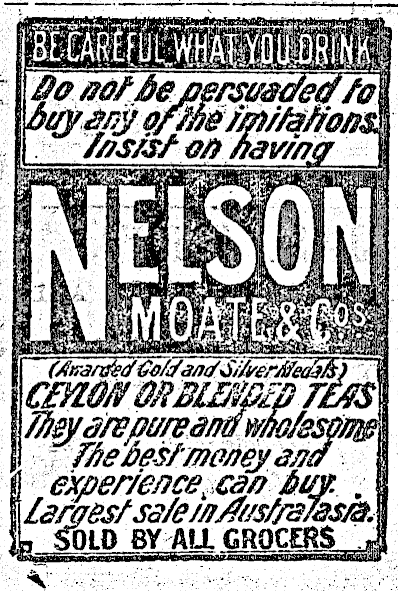 BE CAREFUL WHAT YOU DRINK
Do not be persuaded to
buy any of the imitations.
Insist on having
NELSON
MOATE & COS.
(Awarded Gold and Silver Medals)
CEYLON OR BLENDED TEAS
They are pure and wholesome
The best money and
experience can buy.
Largest sale in Australasia.
SOLD BY ALL GROCERS